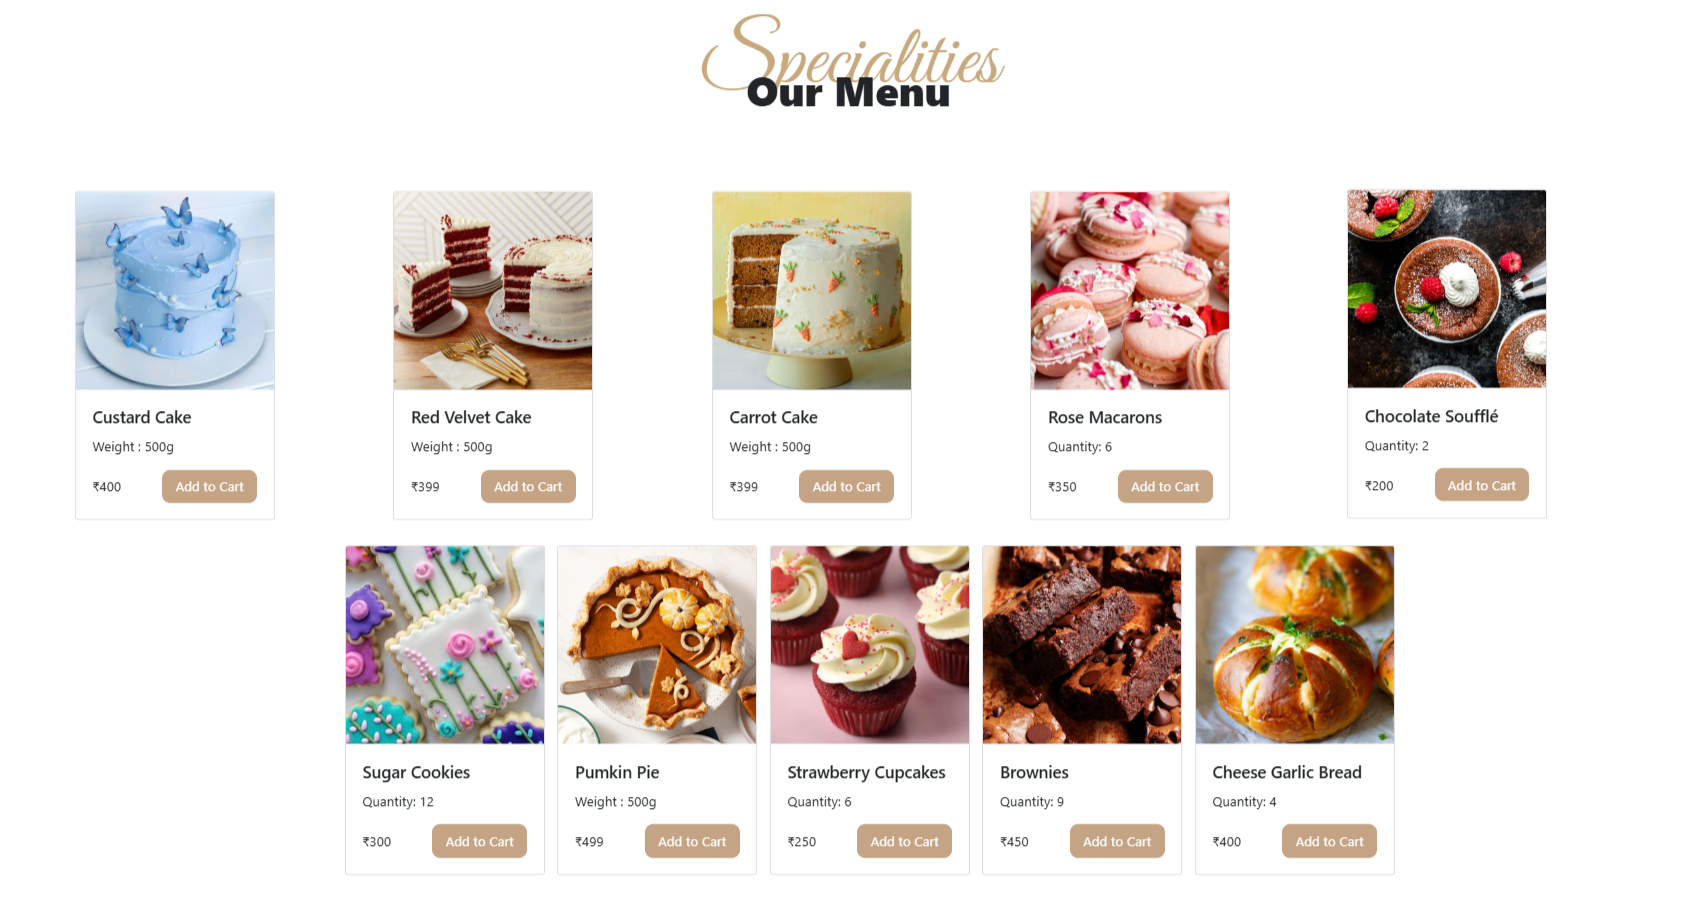 Specialities
Our Menu
Custard Cake
Weight : 500g
₹400 Add to Cart
Red Velvet Cake
Weight : 500g
₹399 Add to Cart
Carrot Cake
Weight : 500g
₹399 Add to Cart
Rose Macarons
Quantity: 6
₹350 Add to Cart
Chocolate Soufflé
Quantity: 2
₹200 Add to Cart
Sugar Cookies
Quantity: 12
₹300 Add to Cart
Pumkin Pie
Weight : 500g
₹499 Add to Cart
Strawberry Cupcakes
Quantity: 6
₹250 Add to Cart
Brownies
Quantity: 9
₹450 Add to Cart
Cheese Garlic Bread
Quantity: 4
₹400 Add to Cart